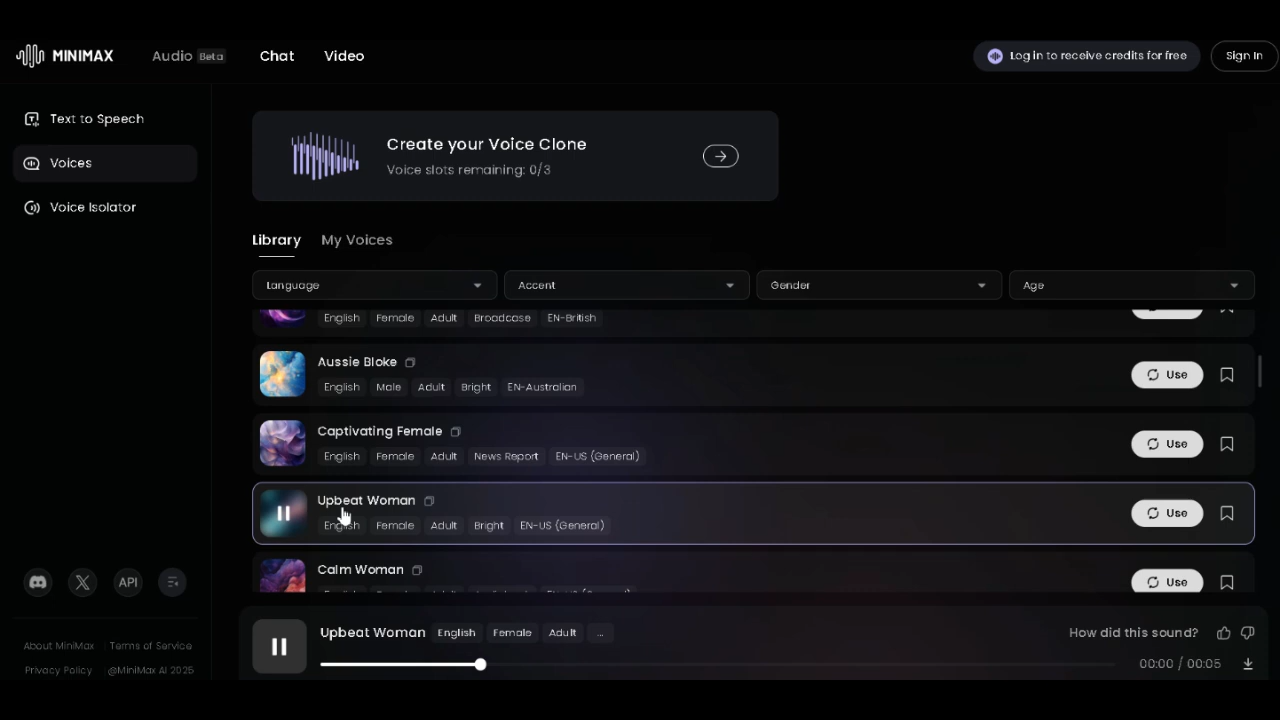 MINIMAX Audio Beta Chat Video Log in to receive credits for free Sign In
Text to Speech
Voices
Voice Isolator
Create your Voice Clone
Voice slots remaining: 0/3
Library My Voices
Language Accent Gender Age
English Female Adult Broadcase EN-British
Aussie Bloke
English Male Adult Bright EN-Australian Use
Captivating Female
English Female Adult News Report EN-US (General) Use
Upbeat Woman
English Female Adult Bright EN-US (General) Use
Calm Woman
Use
API
About MiniMax Terms of Service
Privacy Policy @MiniMax AI 2025
Upbeat Woman English Female Adult ... How did this sound?
00:00 / 00:05